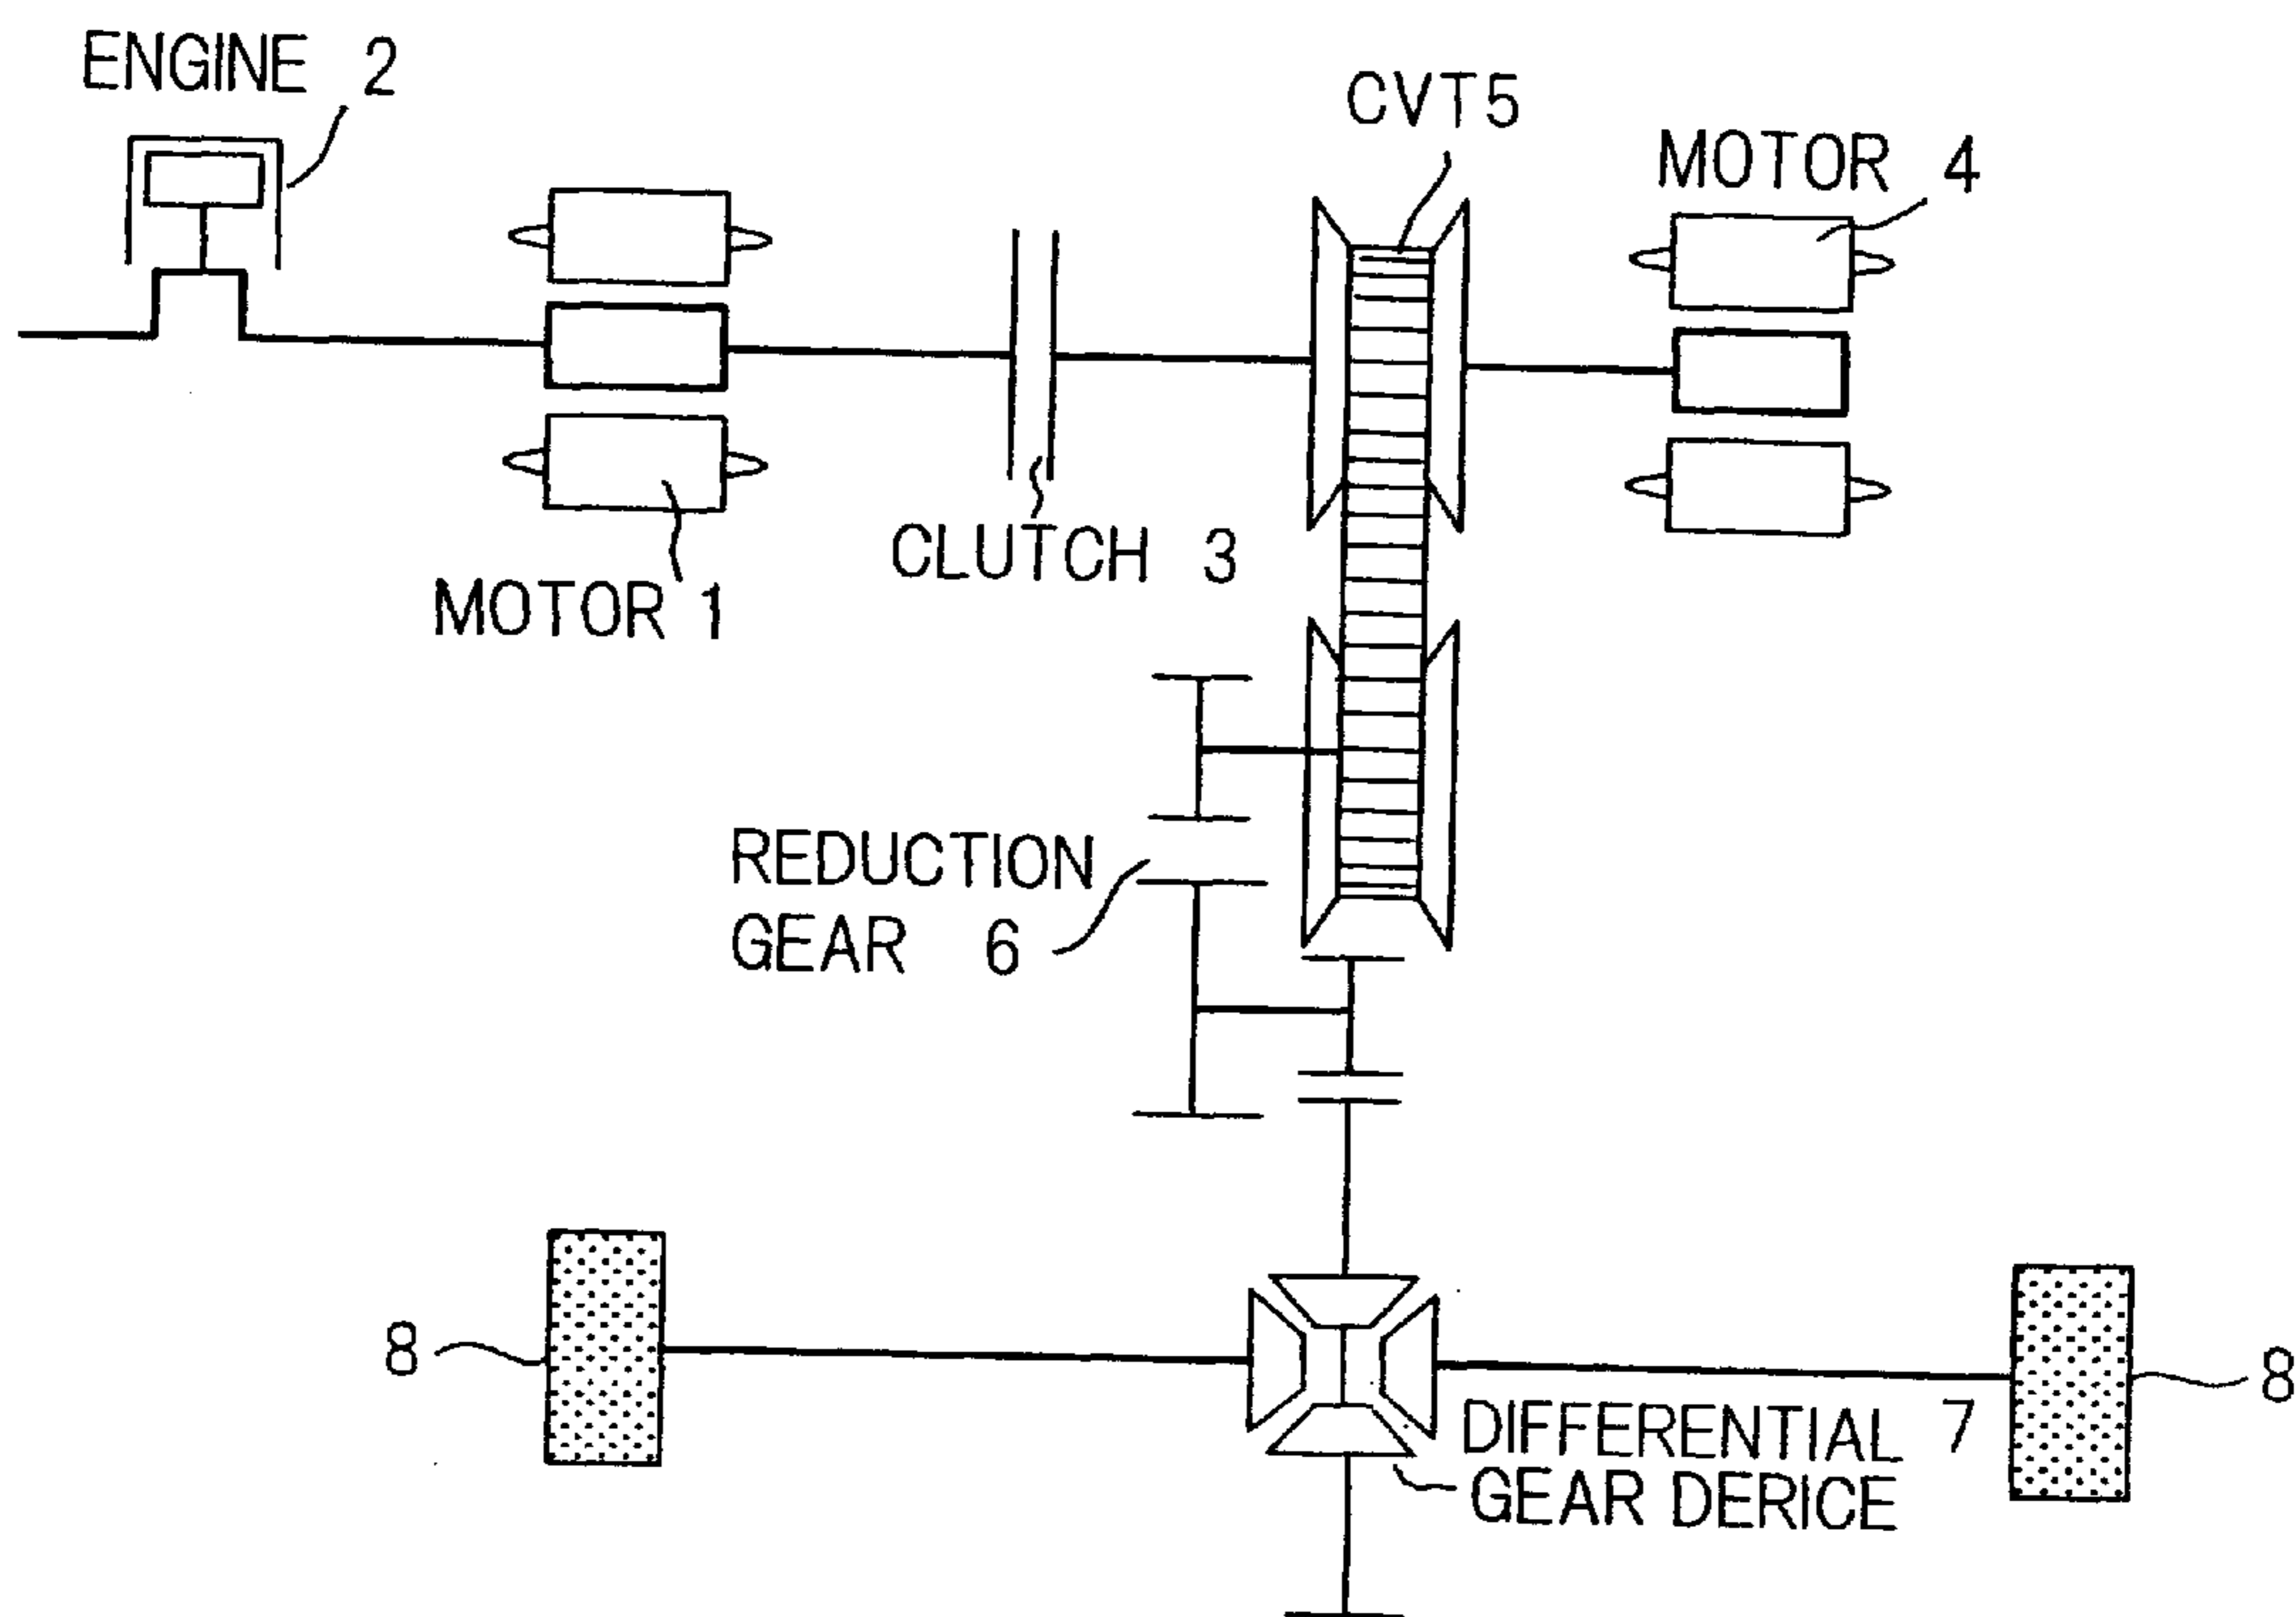 ENGINE 2
CVT5
MOTOR 4
CLUTCH 3
MOTOR 1
REDUCTION
GEAR 6
8
8
DIFFERENTIAL 7
GEAR DERICE